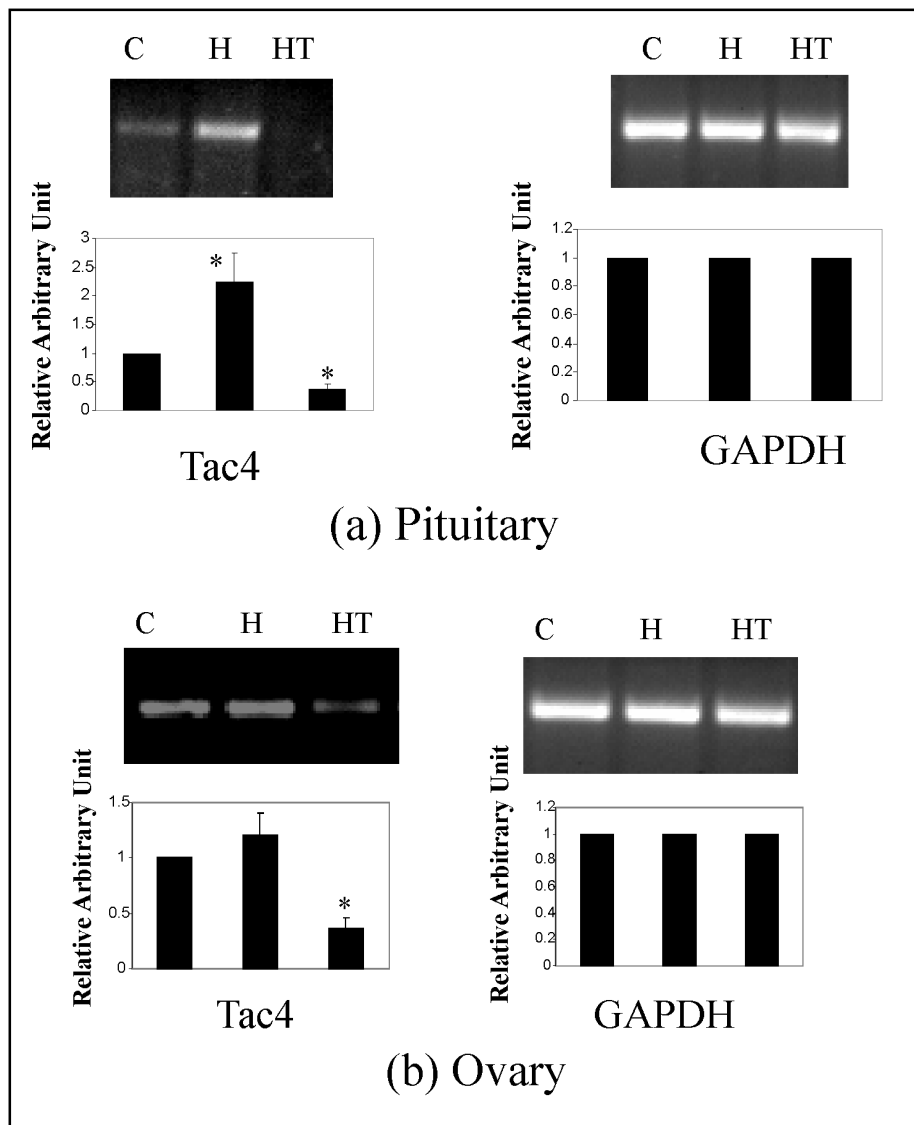 C H HT
Relative Arbitrary Unit
3
2.5
2
1.5
1
0.5
0
*
*
Tac4
Relative Arbitrary Unit
1.2
1
0.8
0.6
0.4
0.2
0
GAPDH
(a) Pituitary
C H HT
C H HT
Relative Arbitrary Unit
1.5
1
0.5
0
*
Tac4
Relative Arbitrary Unit
1.2
1
0.8
0.6
0.4
0.2
0
GAPDH
(b) Ovary